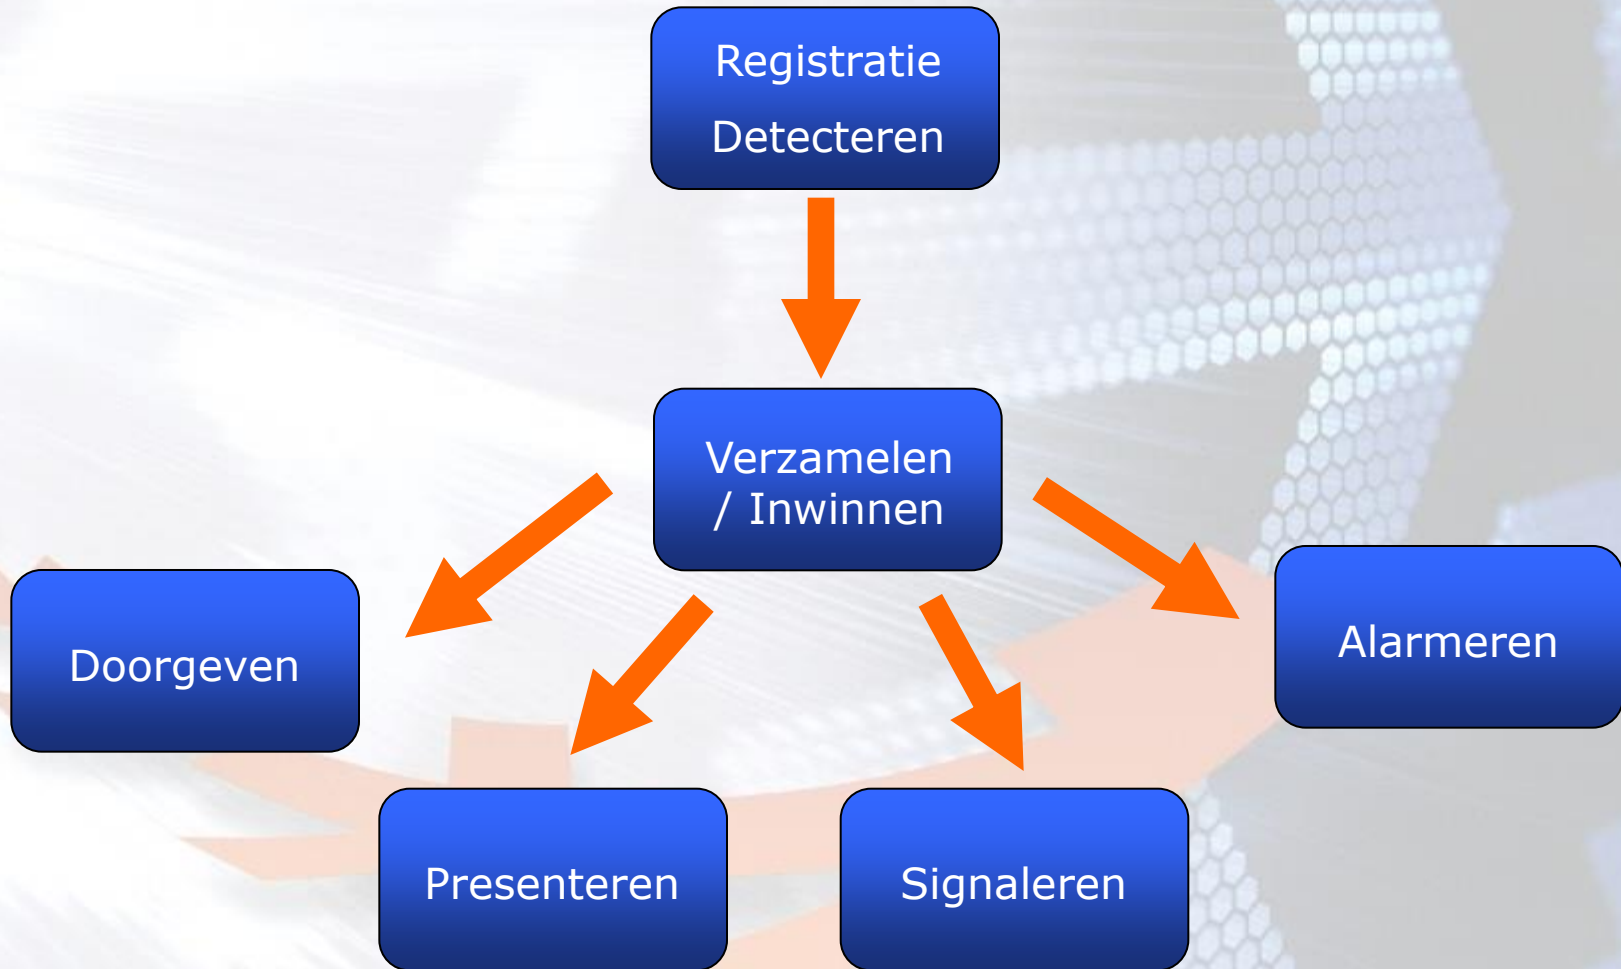 Registratie
Detecteren
Verzamelen
/ Inwinnen
Doorgeven
Alarmeren
Presenteren
Signaleren